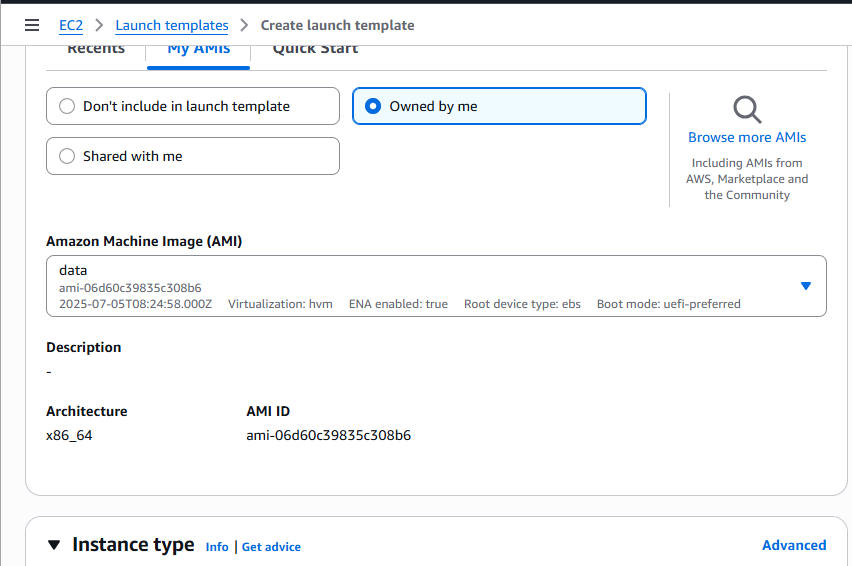 EC2 > Launch templates > Create launch template
Recents My AMIs Quick Start
Don't include in launch template
Owned by me
Shared with me
Browse more AMIs
Including AMIs from
AWS, Marketplace and
the Community
Amazon Machine Image (AMI)
data
ami-06d60c39835c308b6
2025-07-05T08:24:58.000Z Virtualization: hvm ENA enabled: true Root device type: ebs Boot mode: uefi-preferred
Description
-
Architecture AMI ID
x86_64 ami-06d60c39835c308b6
Instance type Info | Get advice Advanced